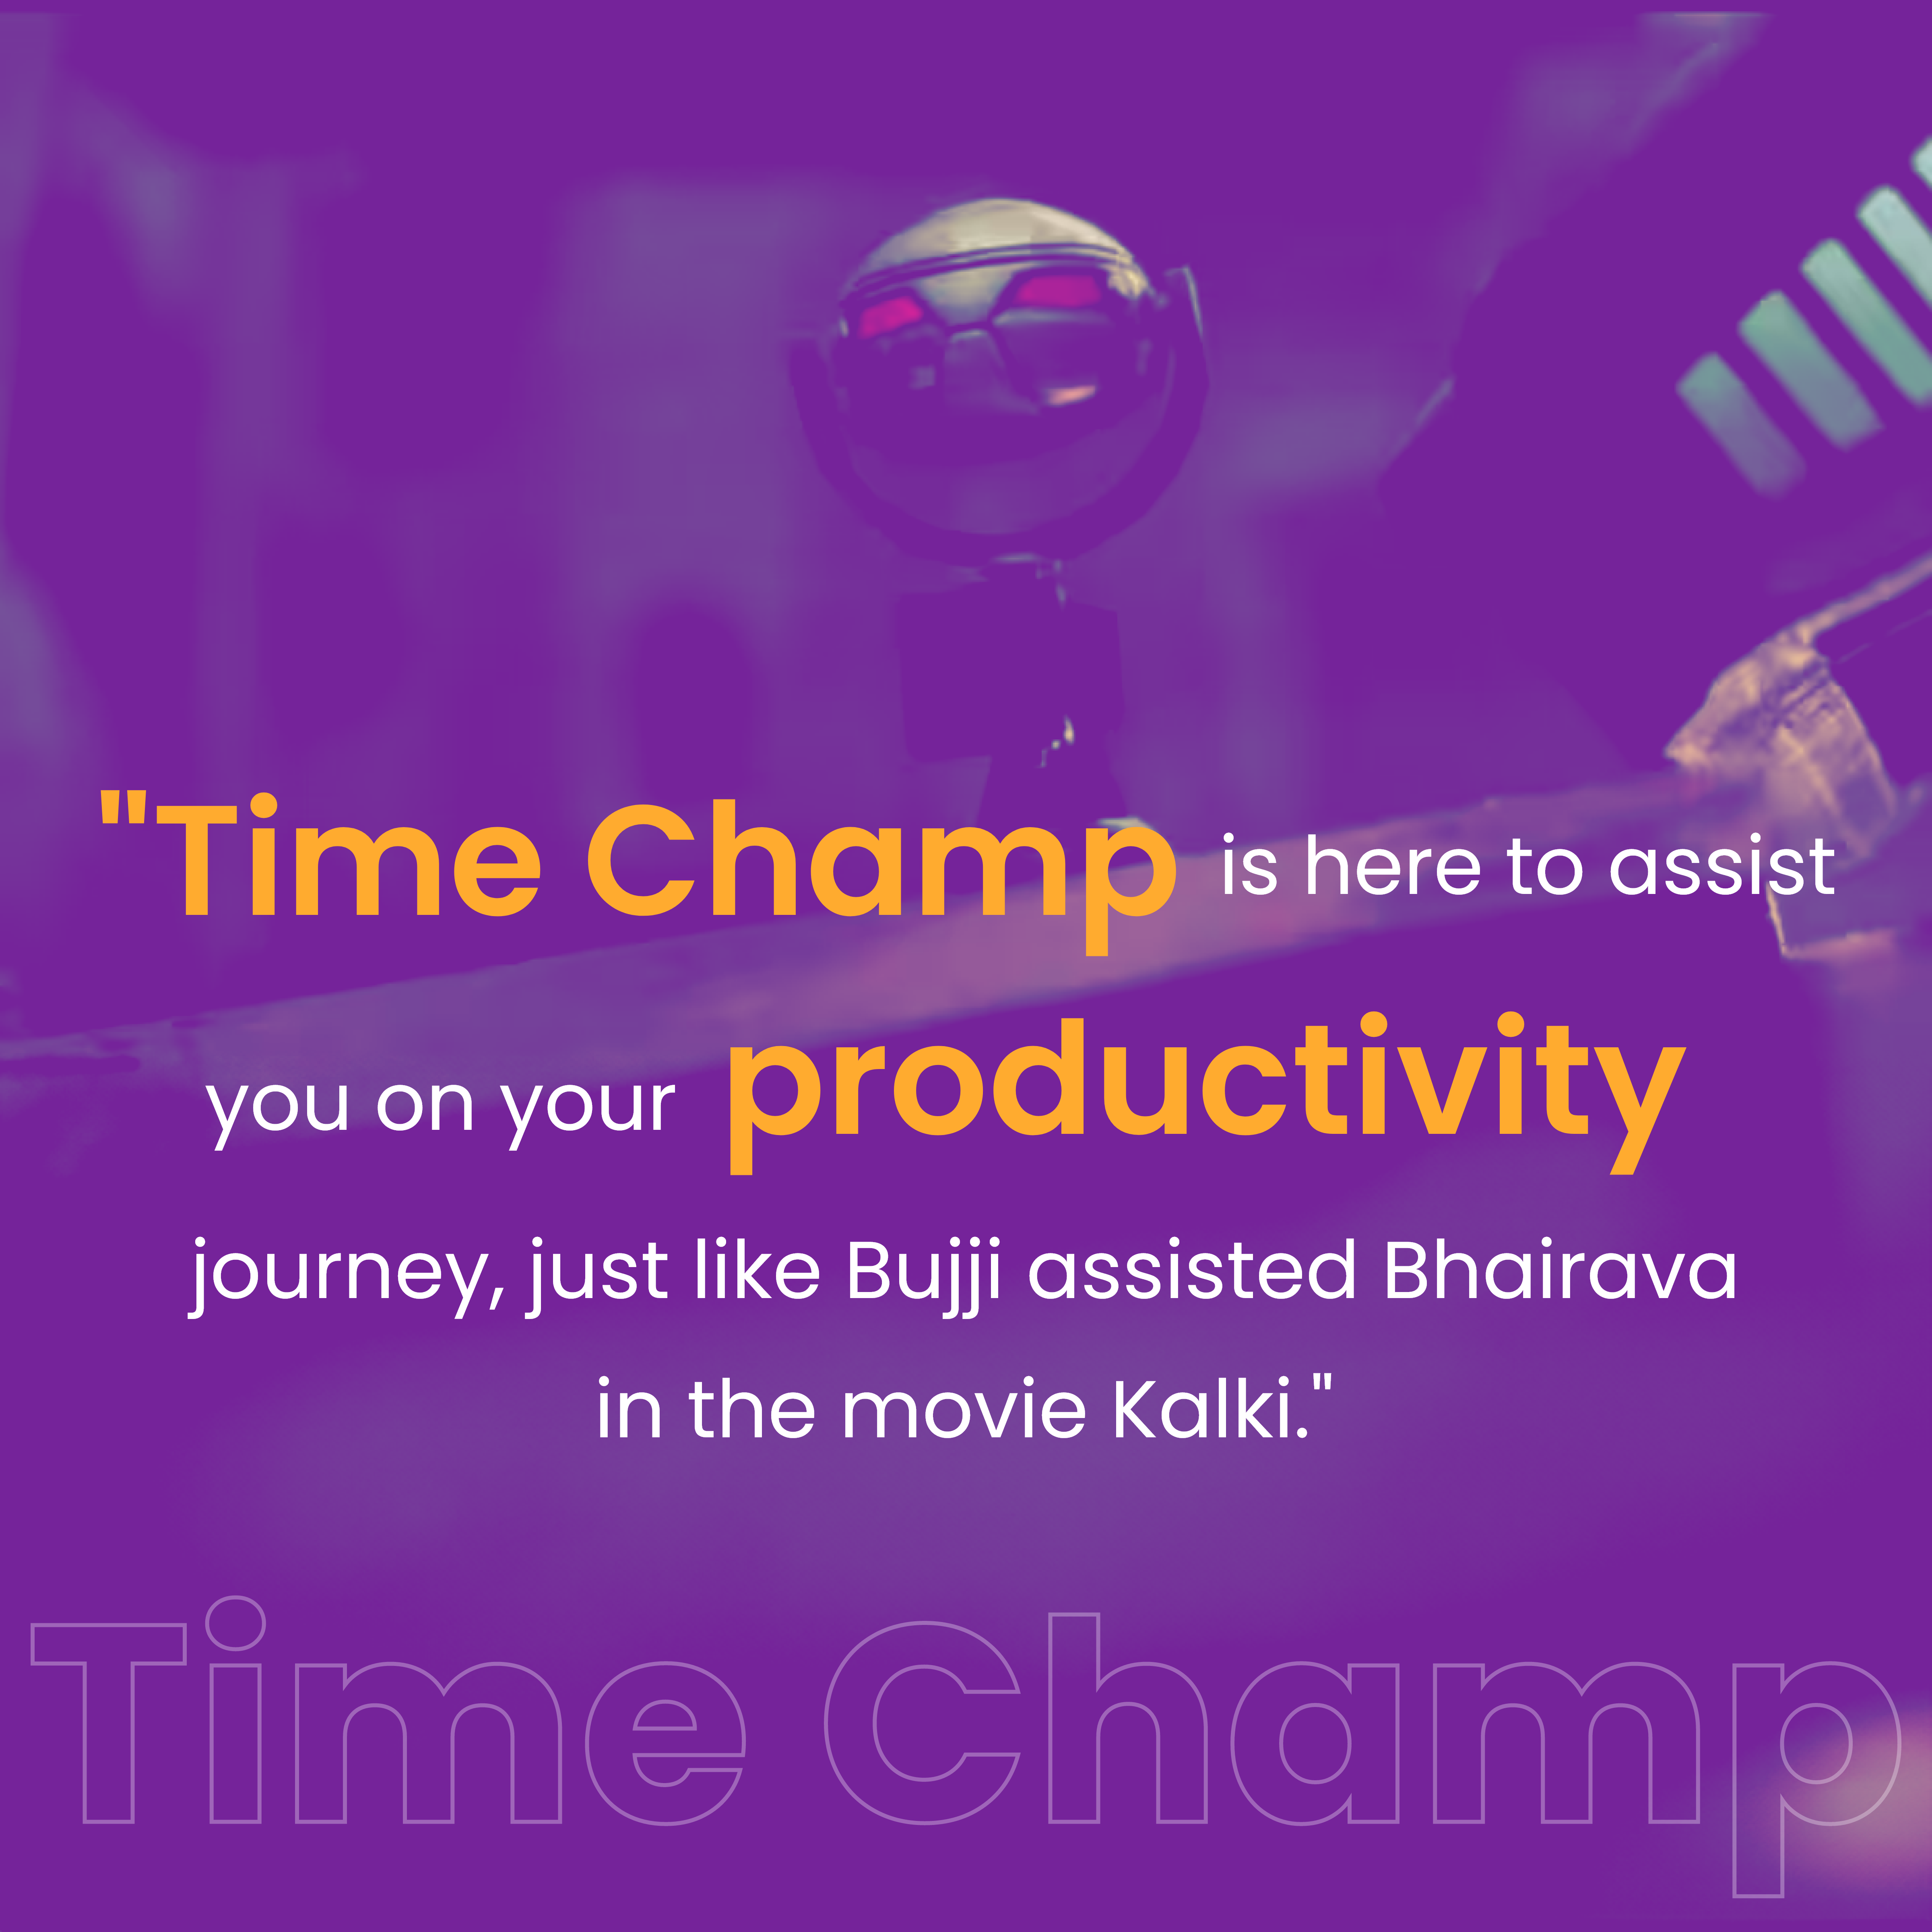 "Time Champ is here to assist
you on your productivity
journey, just like Bujji assisted Bhairava
in the movie Kalki."
Time Champ